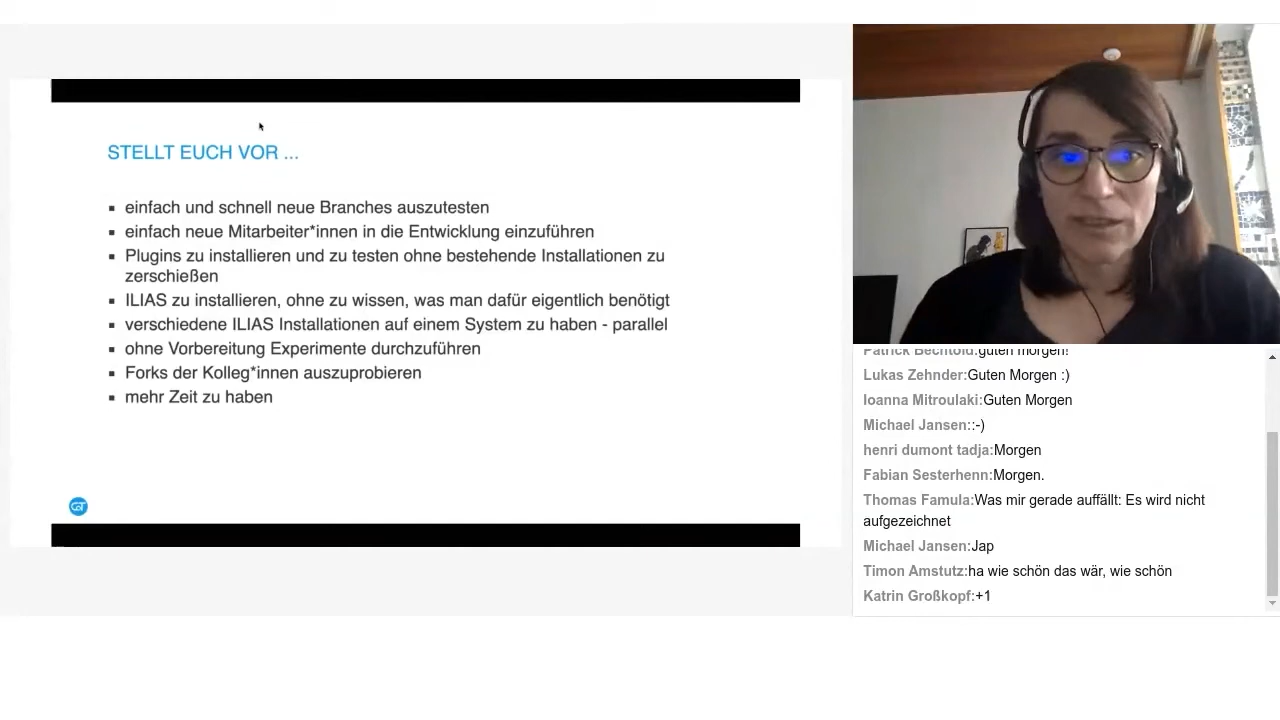 STELLT EUCH VOR ...
einfach und schnell neue Branches auszutesten
einfach neue Mitarbeiter*innen in die Entwicklung einzuführen
Plugins zu installieren und zu testen ohne bestehende Installationen zu
zerschießen
ILIAS zu installieren, ohne zu wissen, was man dafür eigentlich benötigt
verschiedene ILIAS Installationen auf einem System zu haben - parallel
ohne Vorbereitung Experimente durchzuführen
Forks der Kolleg*innen auszuprobieren
mehr Zeit zu haben
Patrick Bechtold:guten morgen!
Lukas Zehnder:Guten Morgen :)
Ioanna Mitroulaki:Guten Morgen
Michael Jansen::-)
henri dumont tadja:Morgen
Fabian Sesterhenn:Morgen.
Thomas Famula:Was mir gerade auffällt: Es wird nicht
aufgezeichnet
Michael Jansen:Jap
Timon Amstutz:ha wie schön das wär, wie schön
Katrin Großkopf:+1